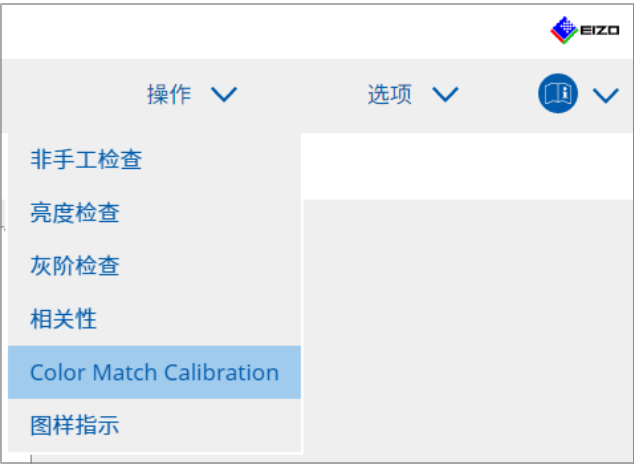 EIZO
操作
选项
非手工检查
亮度检查
灰阶检查
相关性
Color Match Calibration
图样指示